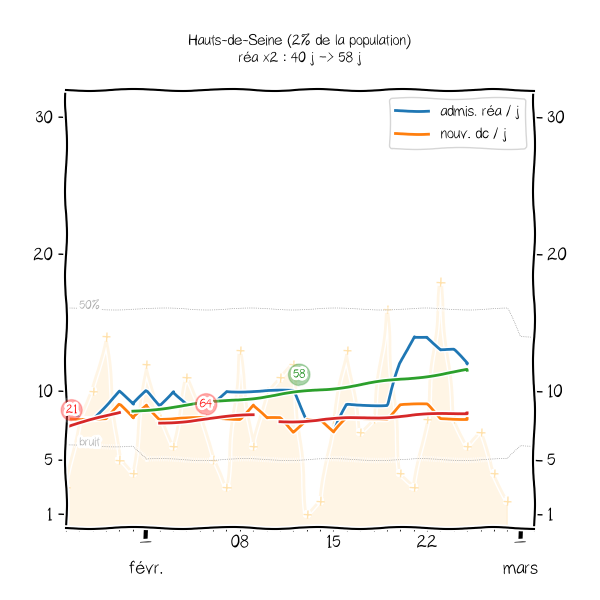 Hauts-de-Seine (2% de la population)
réa x2 : 40 j -> 58 j
admis. réa / j
nouv. dc / j
30
30
20
20
50%
58
10
10
21
64
bruit
5
5
1
1
08
15
22
févr.
mars